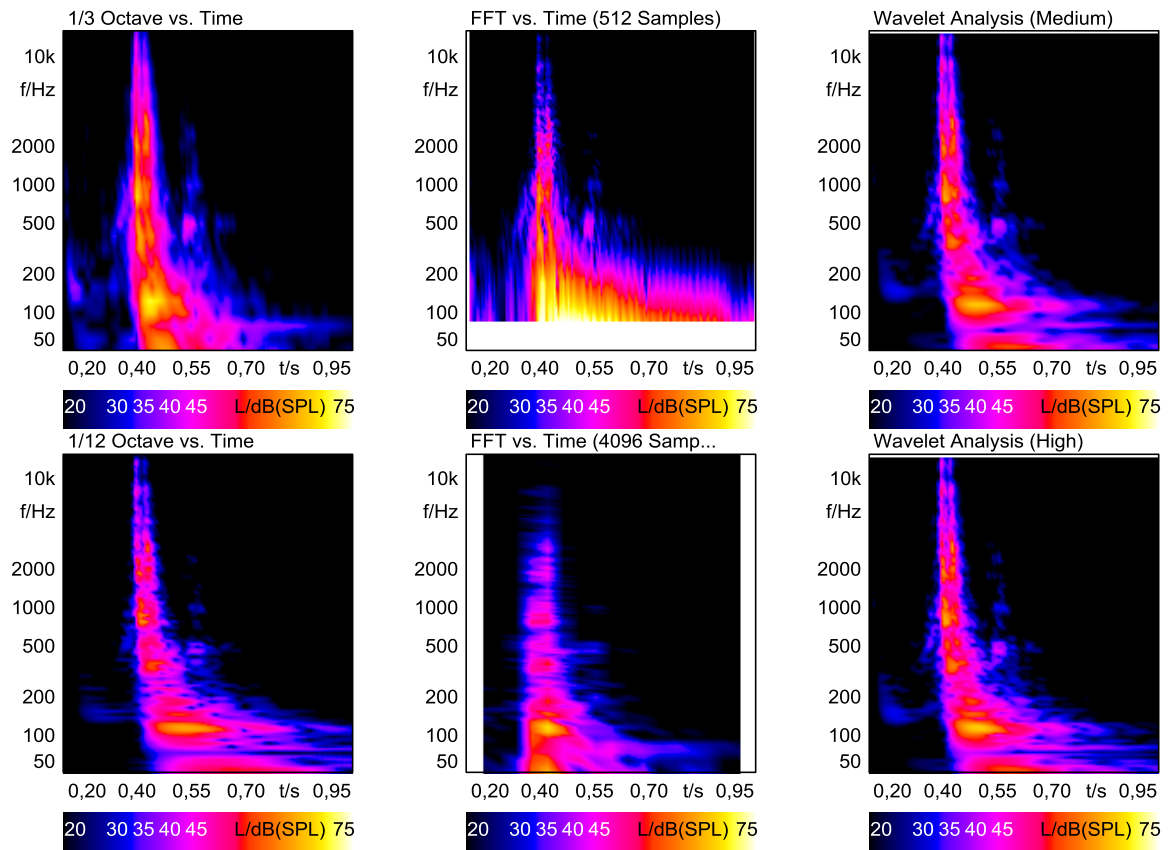 1/3 Octave vs. Time
10k
f/Hz
2000
1000
500
200
100
50
0,20 0,40 0,55 0,70 t/s 0,95
20 30 35 40 45 L/dB(SPL) 75
FFT vs. Time (512 Samples)
10k
f/Hz
2000
1000
500
200
100
50
0,20 0,40 0,55 0,70 t/s 0,95
20 30 35 40 45 L/dB(SPL) 75
Wavelet Analysis (Medium)
10k
f/Hz
2000
1000
500
200
100
50
0,20 0,40 0,55 0,70 t/s 0,95
20 30 35 40 45 L/dB(SPL) 75
1/12 Octave vs. Time
10k
f/Hz
2000
1000
500
200
100
50
0,20 0,40 0,55 0,70 t/s 0,95
20 30 35 40 45 L/dB(SPL) 75
FFT vs. Time (4096 Samp...
10k
f/Hz
2000
1000
500
200
100
50
0,20 0,40 0,55 0,70 t/s 0,95
20 30 35 40 45 L/dB(SPL) 75
Wavelet Analysis (High)
10k
f/Hz
2000
1000
500
200
100
50
0,20 0,40 0,55 0,70 t/s 0,95
20 30 35 40 45 L/dB(SPL) 75